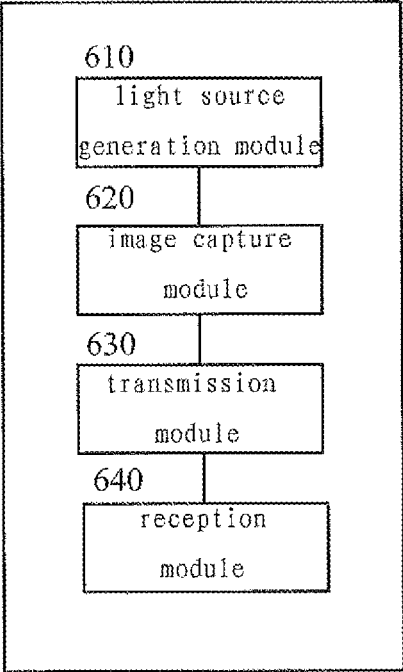 610
light source
generation module
620
image capture
module
630
transmission
module
640
reception
module